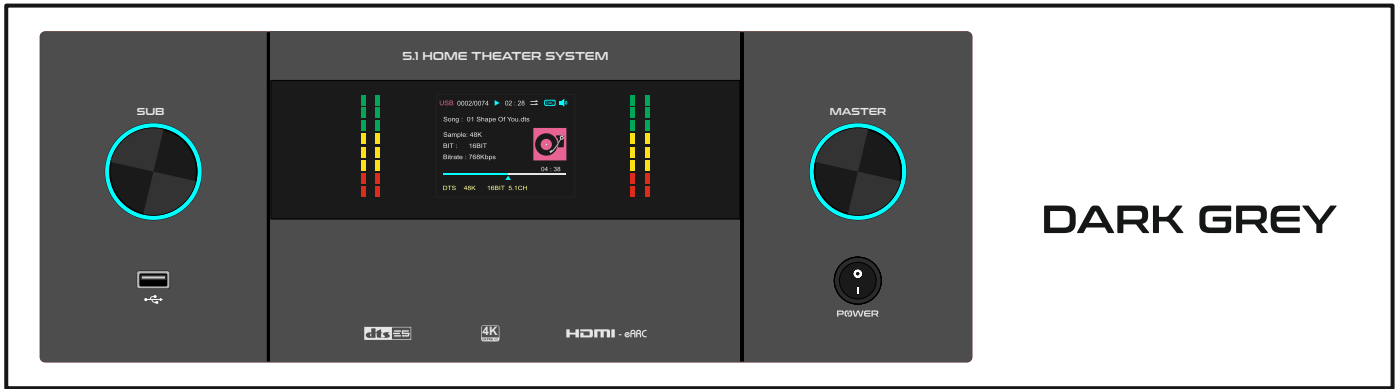 5.1 HOME THEATER SYSTEM
SUB
USB 0002/0074 02 : 28
Song : 01 Shape Of You.dts
Sample: 48K
BIT : 16BIT
Bitrate : 768Kbps
04 : 38
DTS 48K 16BIT 5.1CH
MASTER
POWER
dts ES
4K
HDMI - eARC
DARK GREY